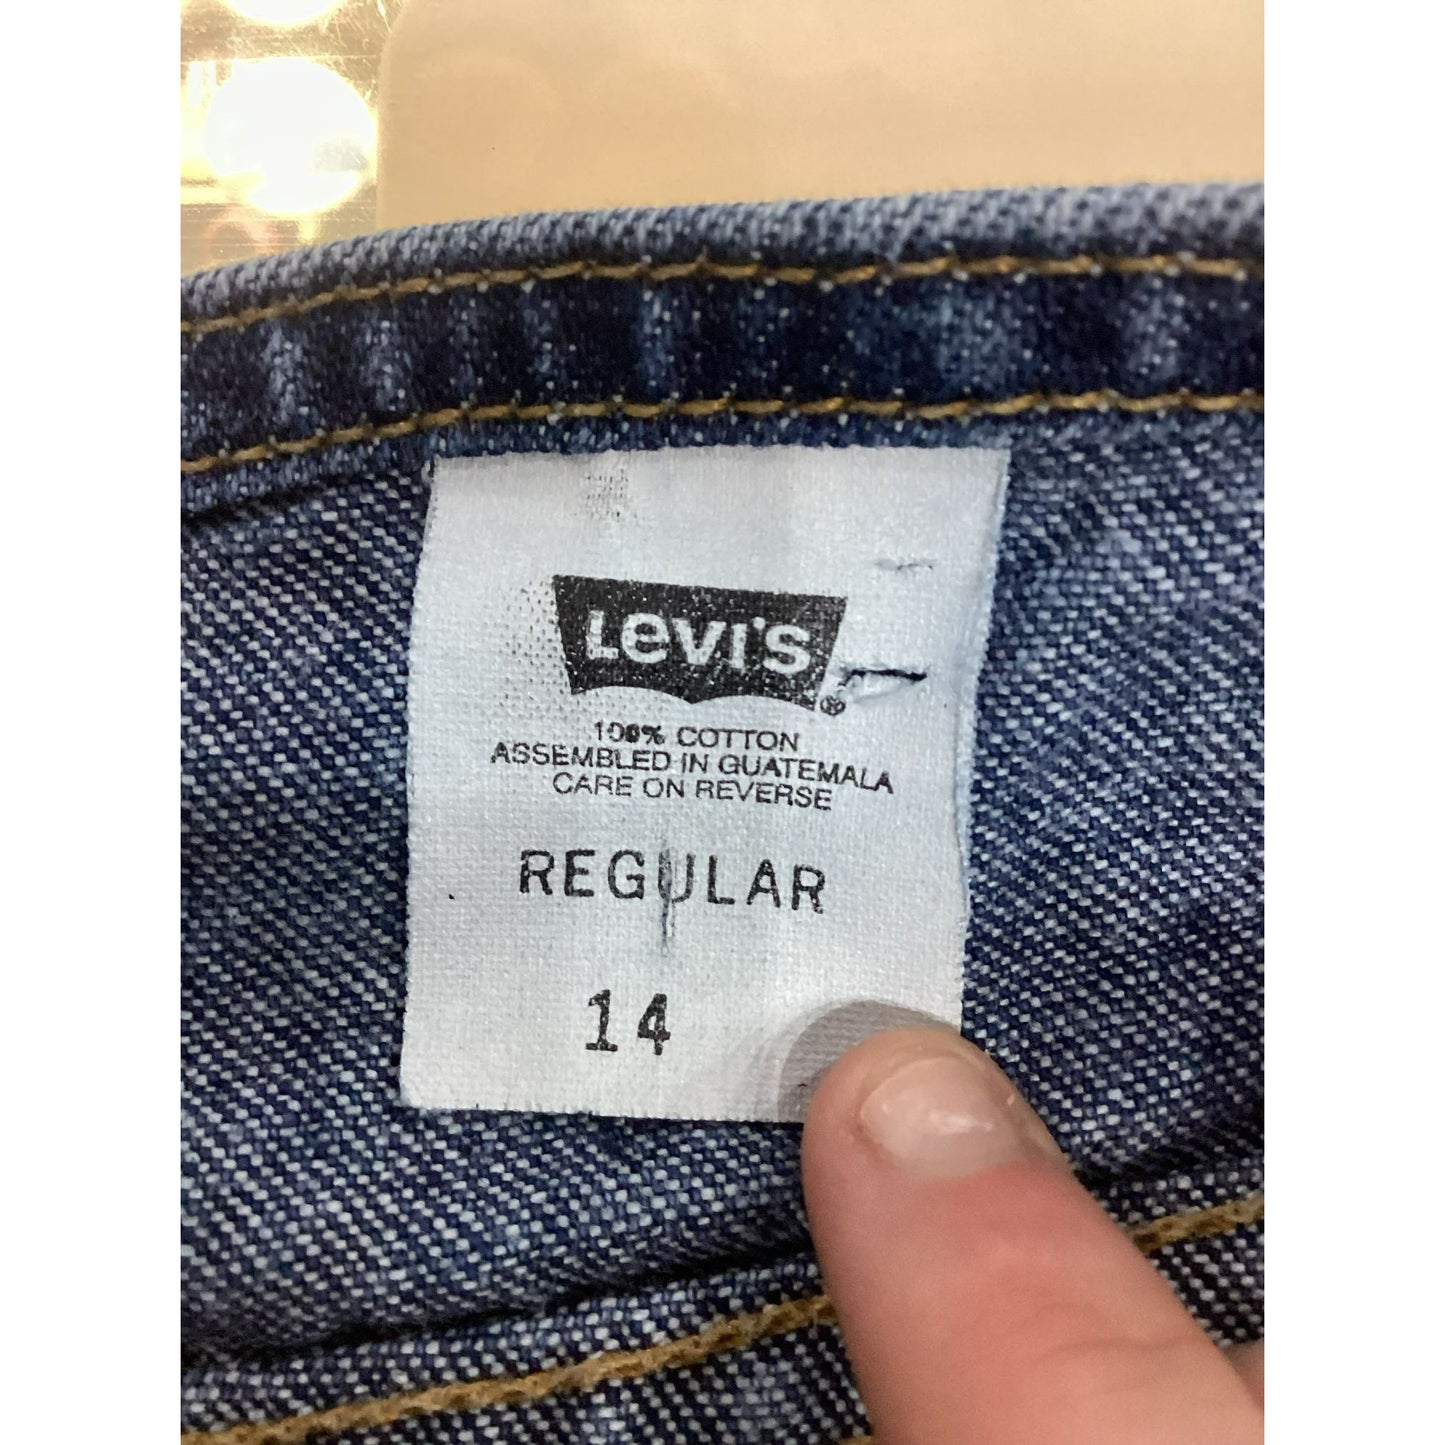 Levi's®
100% COTTON
ASSEMBLED IN GUATEMALA
CARE ON REVERSE
REGULAR
14